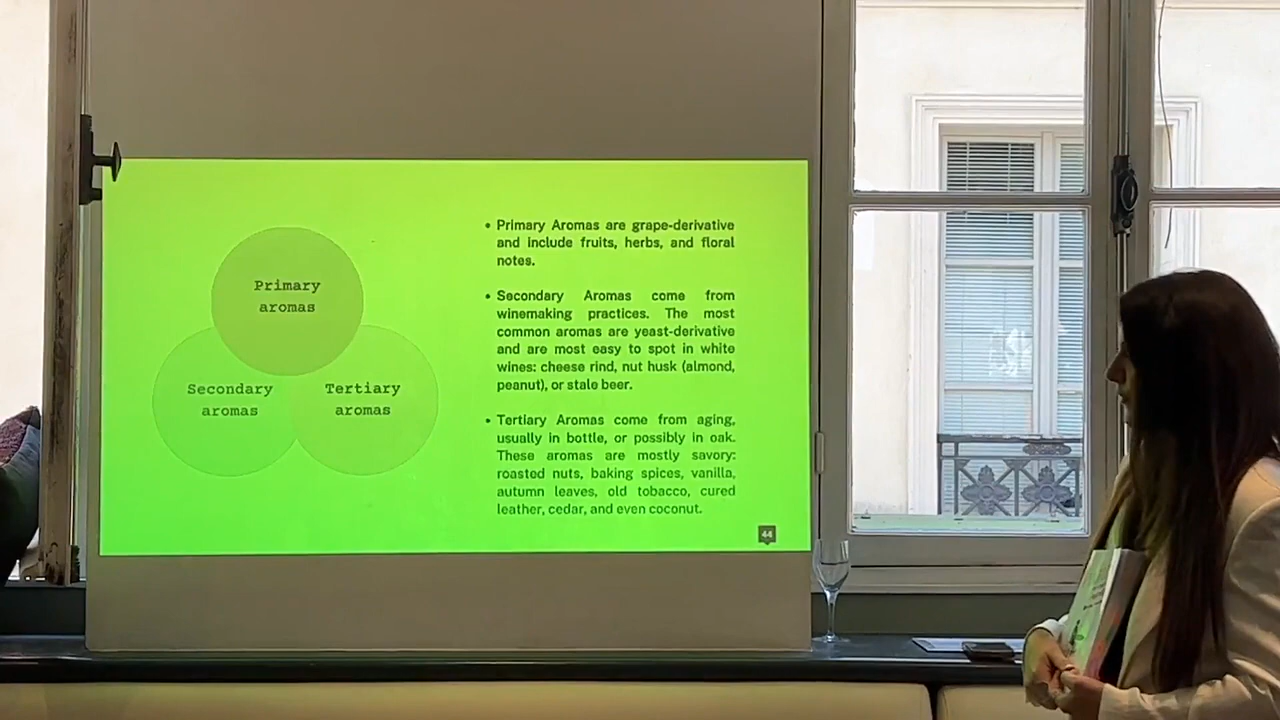 Primary
aromas
Secondary
aromas
Tertiary
aromas
• Primary Aromas are grape-derivative
and include fruits, herbs, and floral
notes.
• Secondary Aromas come from
winemaking practices. The most
common aromas are yeast-derivative
and are most easy to spot in white
wines: cheese rind, nut husk (almond,
peanut), or stale beer.
• Tertiary Aromas come from aging,
usually in bottle, or possibly in oak.
These aromas are mostly savory:
roasted nuts, baking spices, vanilla,
autumn leaves, old tobacco, cured
leather, cedar, and even coconut.
44